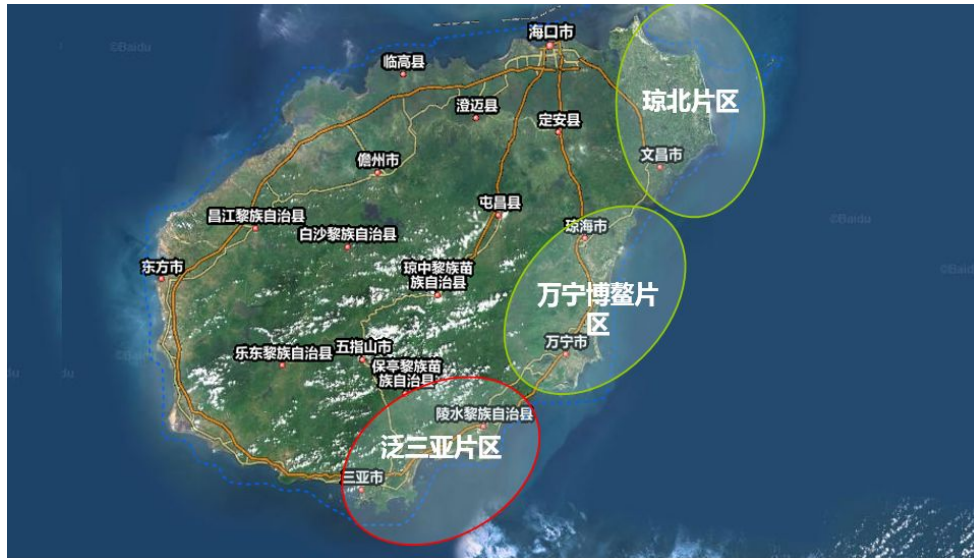 ©Baidu
海口市
临高县
琼北片区
澄迈县
定安县
文昌市
儋州市
屯昌县
昌江黎族自治县
白沙黎族自治县
琼海市
©Baidu
东方市
琼中黎族苗
族自治县
©Baidu
万宁博鳌片
区
万宁市
©Baidu
乐东黎族自治县
五指山市
保亭黎族苗
族自治县
陵水黎族自治县
泛三亚片区
三亚市